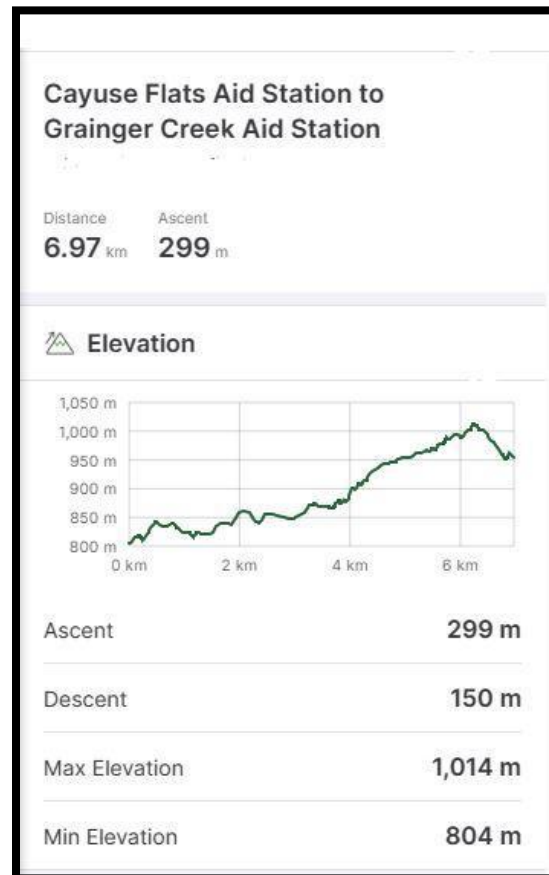 Cayuse Flats Aid Station to
Grainger Creek Aid Station
Distance Ascent
6.97 km 299 m
Elevation
1,050 m
1,000 m
950 m
900 m
850 m
800 m
0 km 2 km 4 km 6 km
Ascent 299 m
Descent 150 m
Max Elevation 1,014 m
Min Elevation 804 m